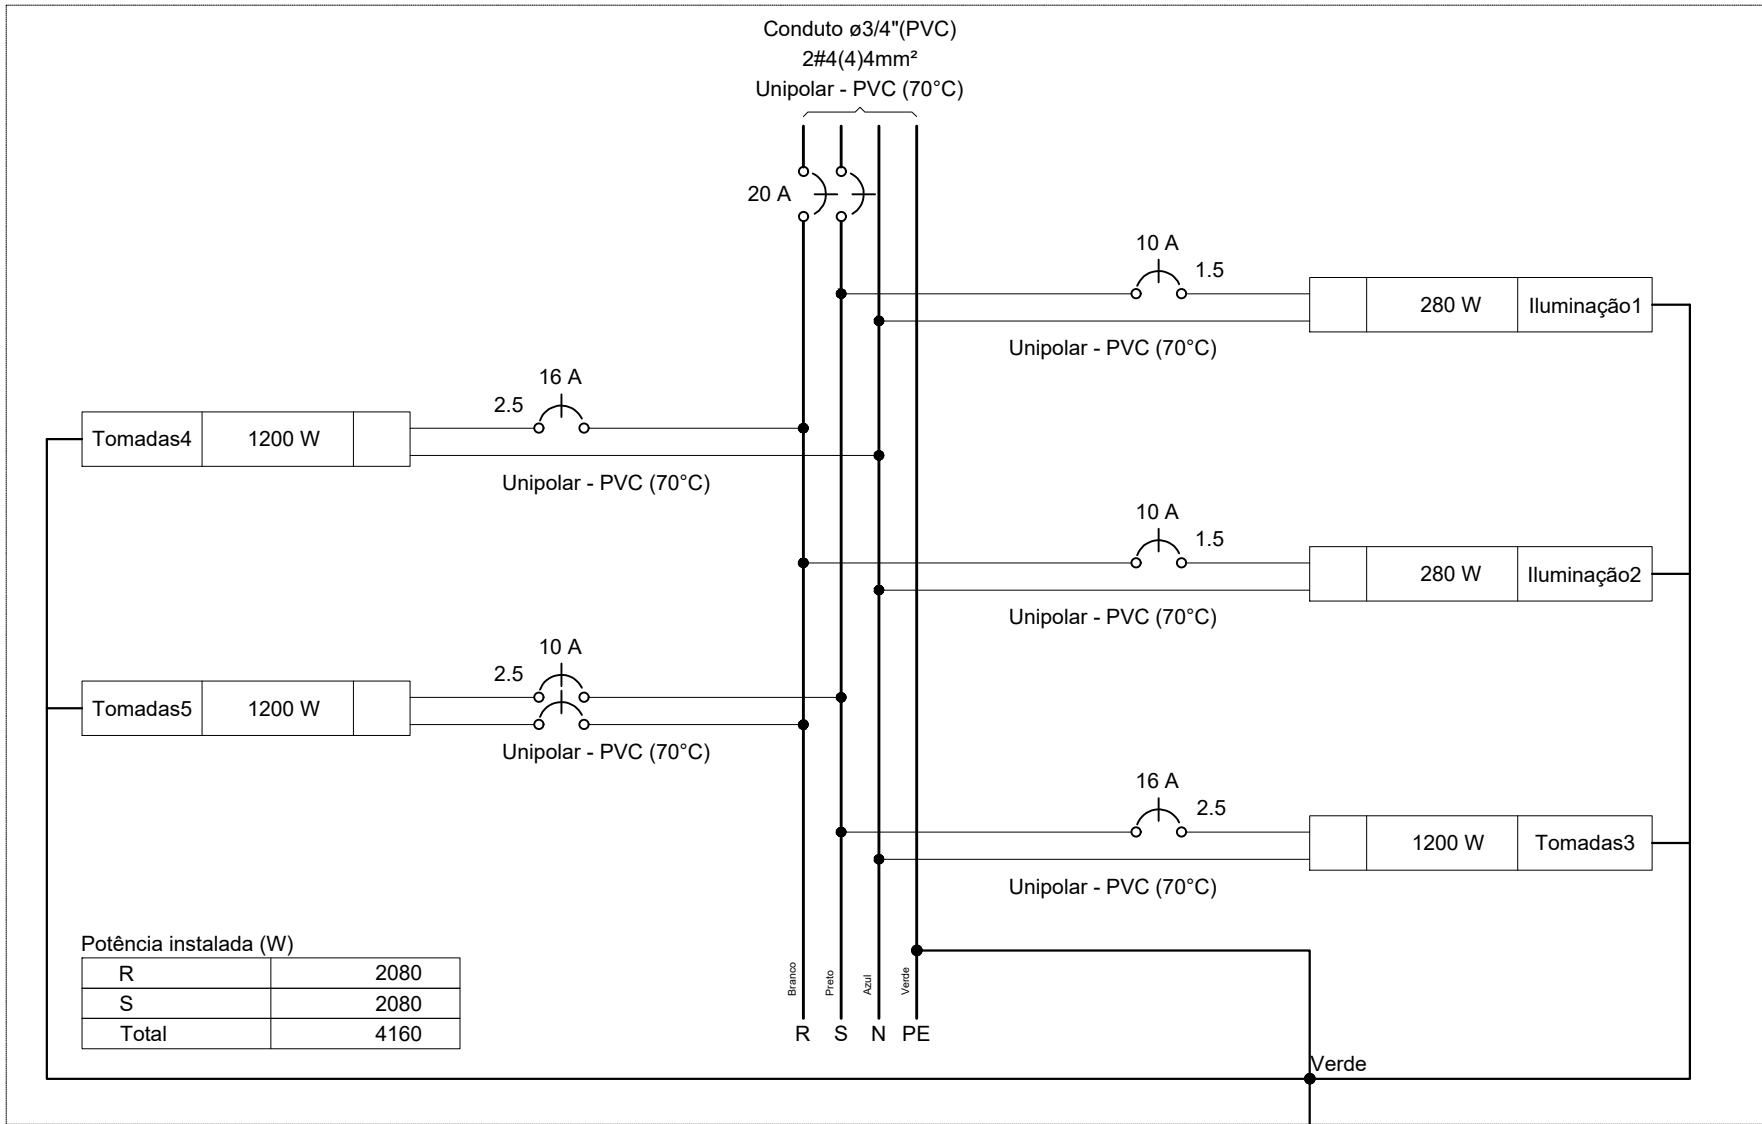 Conduto ø3/4"(PVC)
2#4(4)4mm²
Unipolar - PVC (70°C)
20 A
10 A
1.5
280 W
Iluminação1
Unipolar - PVC (70°C)
16 A
2.5
Tomadas4
1200 W
Unipolar - PVC (70°C)
10 A
1.5
280 W
Iluminação2
Unipolar - PVC (70°C)
10 A
2.5
Tomadas5
1200 W
Unipolar - PVC (70°C)
16 A
2.5
1200 W
Tomadas3
Unipolar - PVC (70°C)
Potência instalada (W)
R 2080
S 2080
Total 4160
Branco
Preto
Azul
Verde
R S N PE
Verde